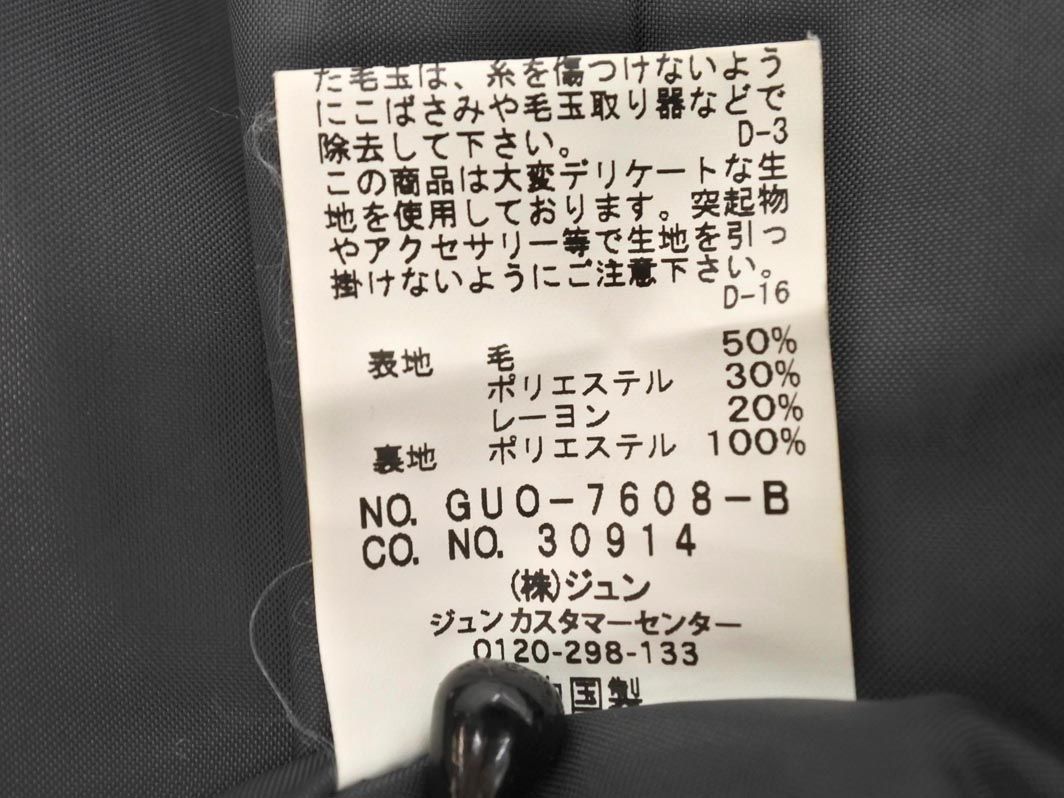 た毛玉は、糸を傷つけないよう
にこばさみや毛玉取り器などで
除去して下さい。 D-3
この商品は大変デリケートな生
地を使用しております。突起物
やアクセサリー等で生地を引っ
掛けないようにご注意下さい。
D-16
表地 毛 50%
ポリエステル 30%
レーヨン 20%
裏地 ポリエステル 100%
NO. GUO-7608-B
CO. NO. 30914
(株)ジュン
ジュンカスタマーセンター
0120-298-133
中国製